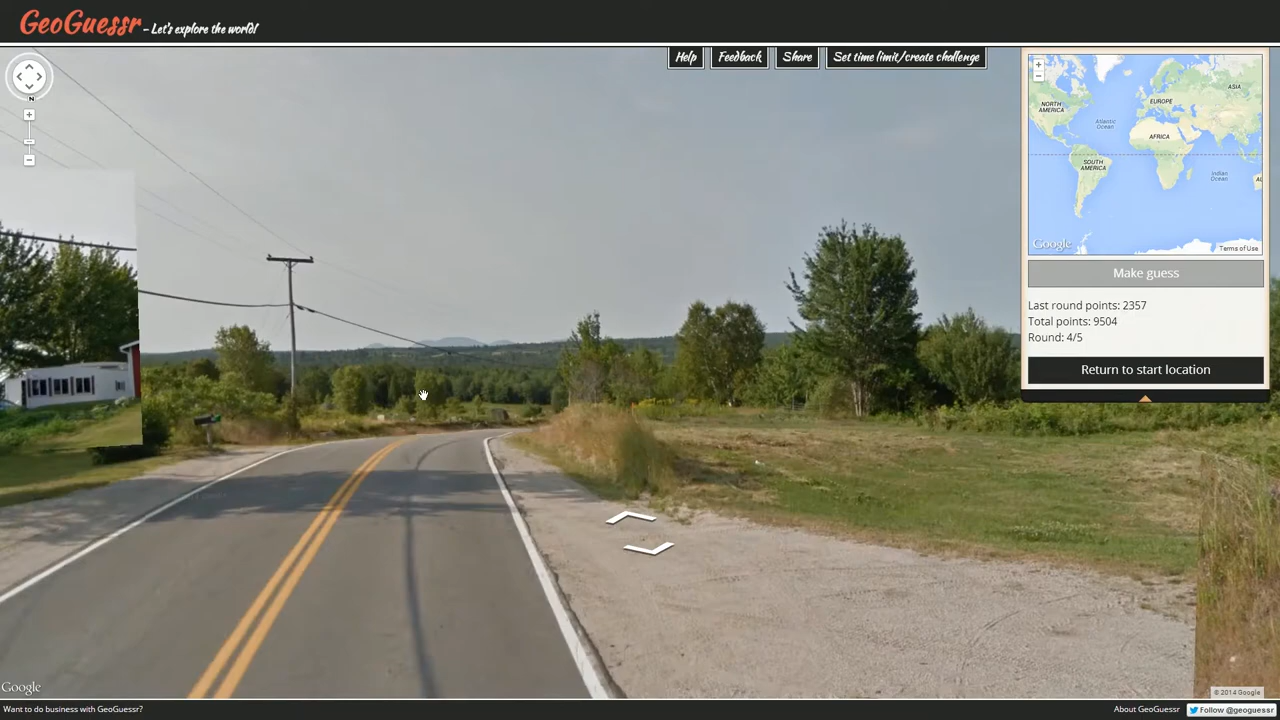 GeoGuessr - Let's explore the world!
Help
Feedback
Share
Set time limit/create challenge
N
NORTH
AMERICA
EUROPE
ASIA
Atlantic
Ocean
AFRICA
SOUTH
AMERICA
Indian
Ocean
AU
Google
Terms of Use
Make guess
Last round points: 2357
Total points: 9504
Round: 4/5
Return to start location
Google
© 2014 Google
Want to do business with GeoGuessr?
About GeoGuessr
Follow @geoguessr